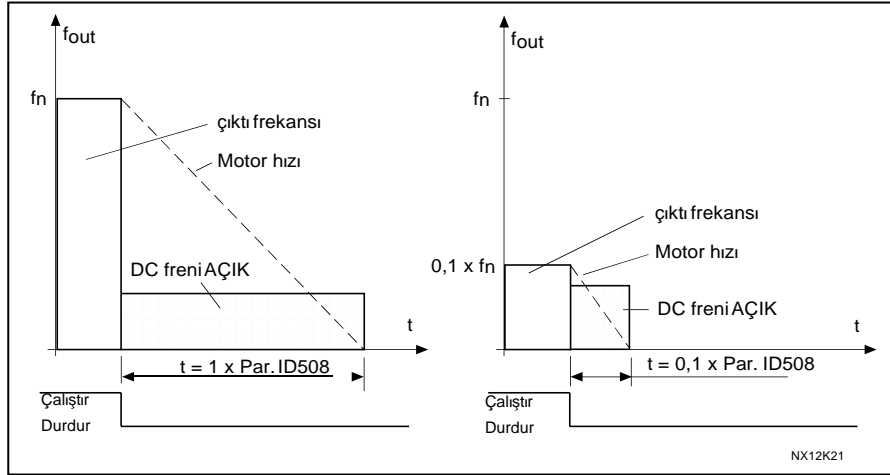 fout
fn
çıktı frekansı
Motor hızı
DC freni AÇIK
t
t = 1 x Par. ID508
Çalıştır
Durdur
fout
fn
çıktı frekansı
Motor hızı
0,1 x fn
DC freni AÇIK
t
t = 0,1 x Par. ID508
Çalıştır
Durdur
NX12K21